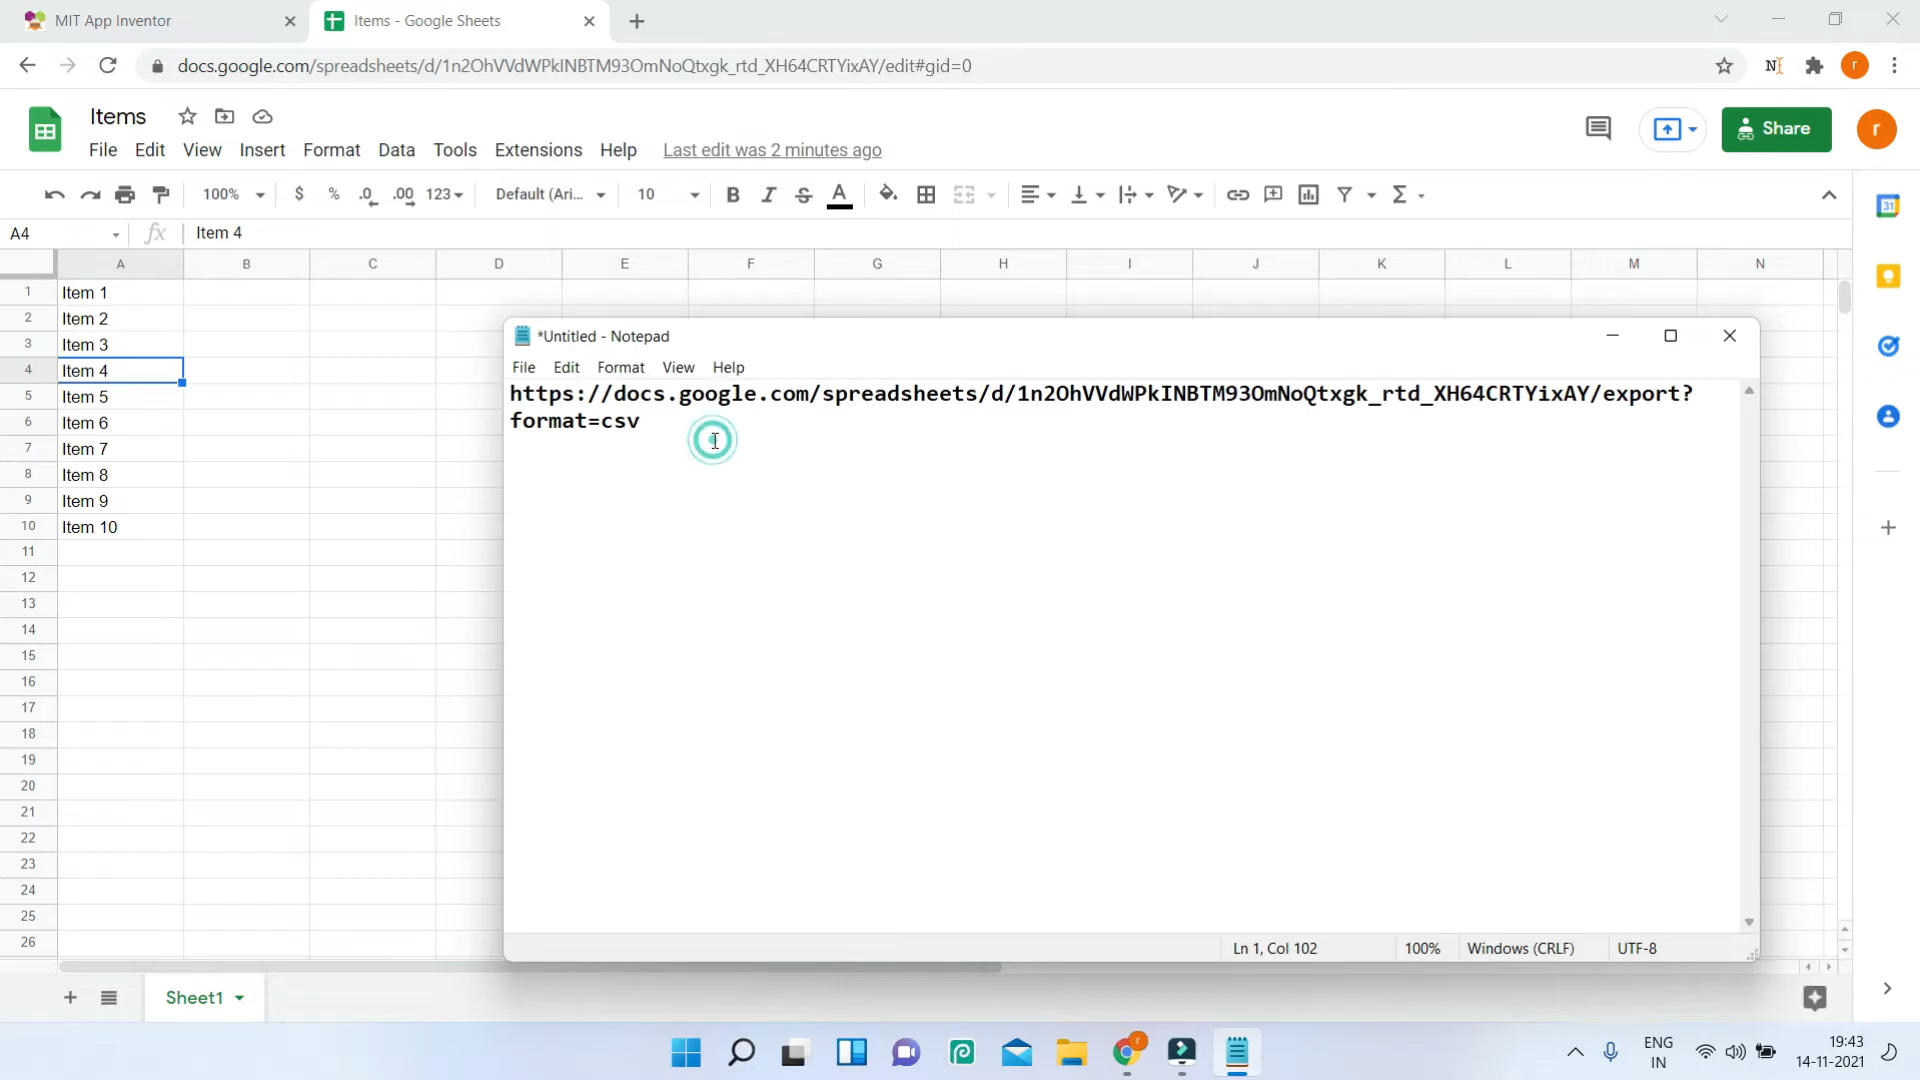 MIT App Inventor
Items - Google Sheets
docs.google.com/spreadsheets/d/1n2OhVVdWPkINBTM93OmNoQtxgk_rtd_XH64CRTYixAY/edit#gid=0
N
r
Items
File Edit View Insert Format Data Tools Extensions Help Last edit was 2 minutes ago
Share
r
100% $ % .0 .00 123 Default (Ari... 10 B I S A
31
A4 fx Item 4
A B C D E F G H I J K L M N
1 Item 1
2 Item 2
3 Item 3
4 Item 4
5 Item 5
6 Item 6
7 Item 7
8 Item 8
9 Item 9
10 Item 10
11
12
13
14
15
16
17
18
19
20
21
22
23
24
25
26
*Untitled - Notepad
File Edit Format View Help
https://docs.google.com/spreadsheets/d/1n2OhVVdWPkINBTM93OmNoQtxgk_rtd_XH64CRTYixAY/export?
format=csv
Ln 1, Col 102 100% Windows (CRLF) UTF-8
Sheet1
ENG
IN
19:43
14-11-2021